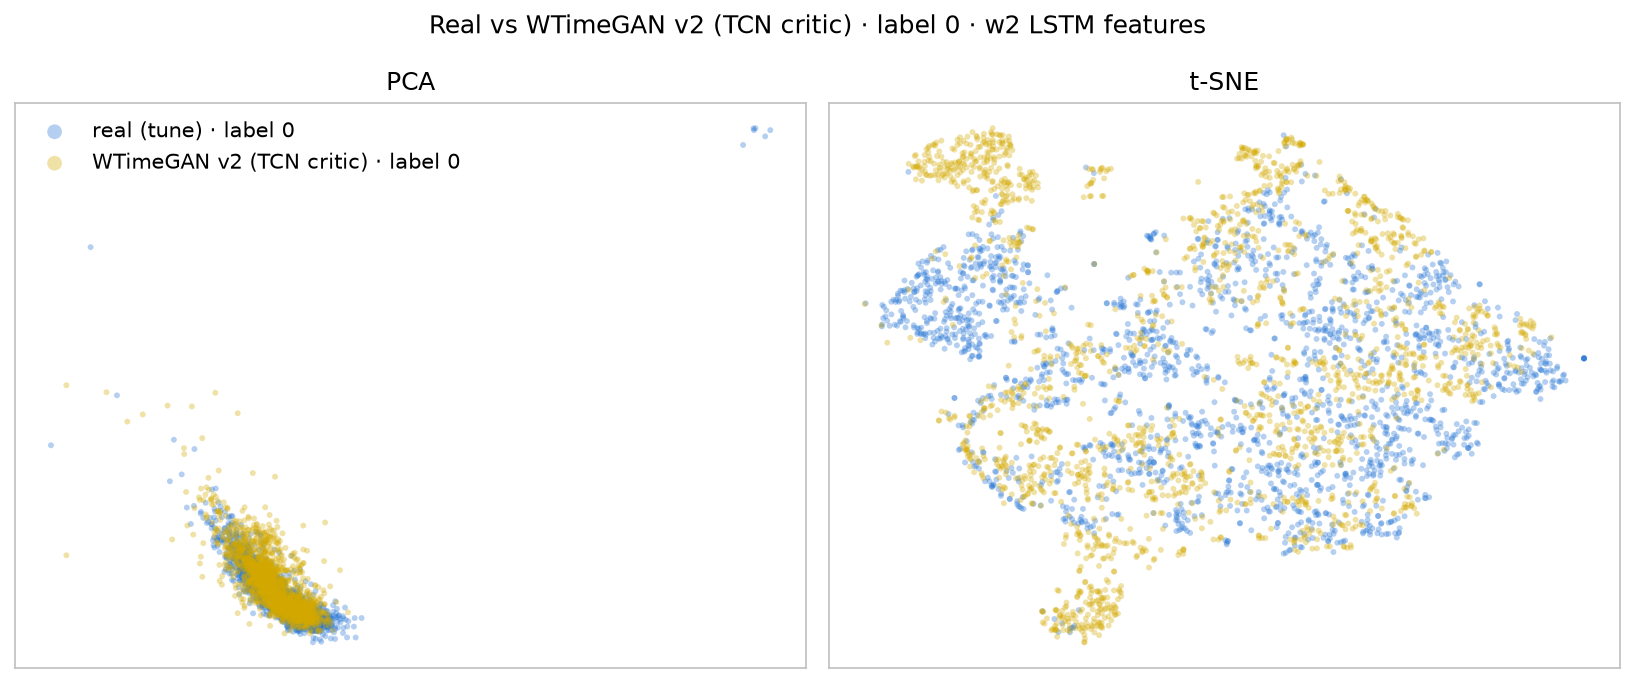 Real vs WTimeGAN v2 (TCN critic) · label 0 · w2 LSTM features
PCA
real (tune) · label 0
WTimeGAN v2 (TCN critic) · label 0
t-SNE